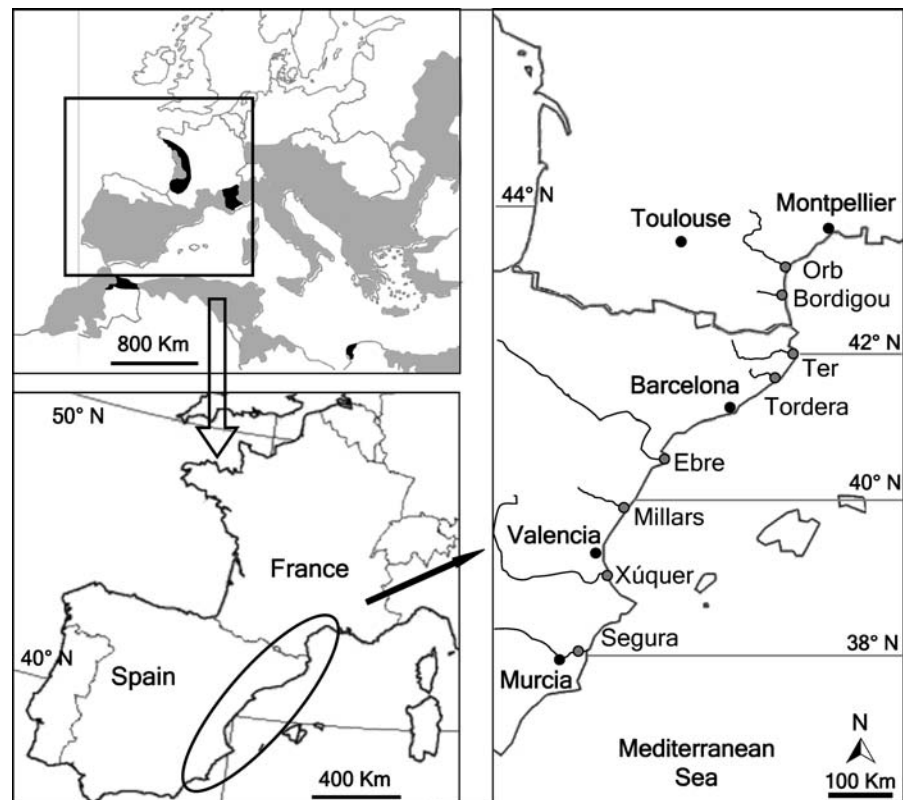 800 Km
50° N
France
40° N
Spain
400 Km
44° N
Toulouse
Montpellier
Orb
Bordigou
42° N
Ter
Barcelona
Tordera
Ebre
40° N
Millars
Valencia
Xúquer
Segura
38° N
Murcia
Mediterranean
Sea
N
100 Km